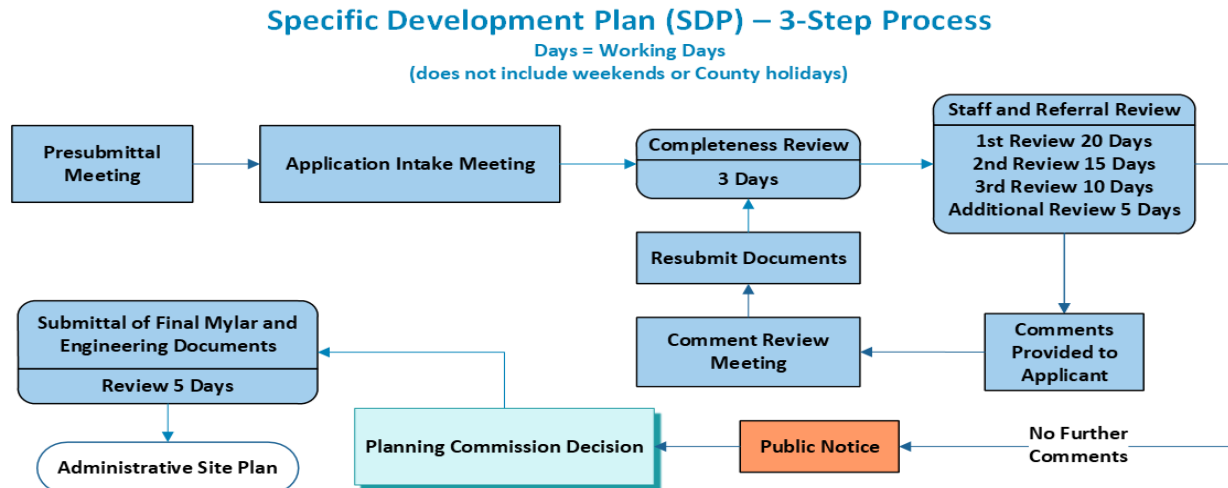 Specific Development Plan (SDP) – 3-Step Process
Days = Working Days
(does not include weekends or County holidays)
Presubmittal
Meeting
Application Intake Meeting
Completeness Review
3 Days
Staff and Referral Review
1st Review 20 Days
2nd Review 15 Days
3rd Review 10 Days
Additional Review 5 Days
Comments
Provided to
Applicant
Comment Review
Meeting
Resubmit Documents
No Further
Comments
Public Notice
Planning Commission Decision
Submittal of Final Mylar and
Engineering Documents
Review 5 Days
Administrative Site Plan